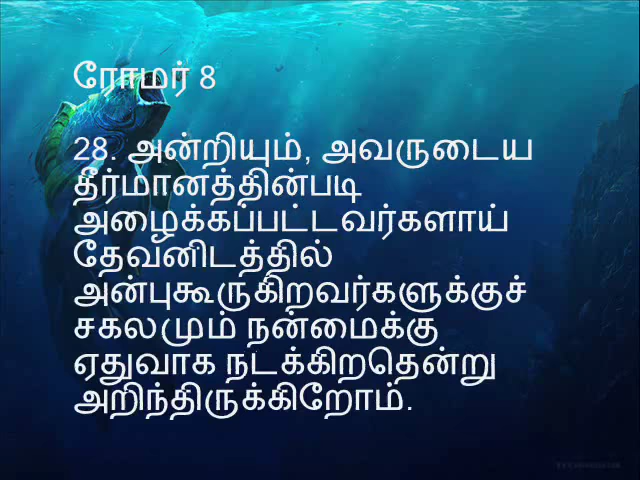 ரோமர் 8
28. அன்றியும், அவருடைய
தீர்மானத்தின்படி
அழைக்கப்பட்டவர்களாய்
தேவனிடத்தில்
அன்புகூருகிறவர்களுக்குச்
சகலமும் நன்மைக்கு
ஏதுவாக நடக்கிறதென்று
அறிந்திருக்கிறோம்.